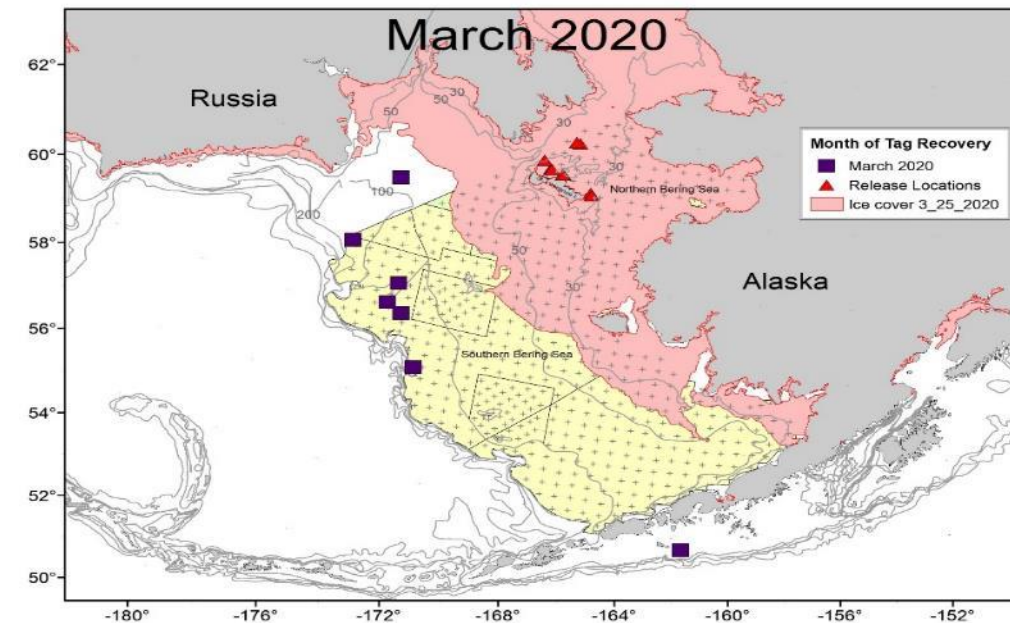 March 2020
62°
Russia
60°
58°
56°
54°
52°
50°
50
50
30
30
30
100
200
50
30
Northern Bering Sea
Southern Bering Sea
Alaska
Month of Tag Recovery
March 2020
Release Locations
Ice cover 3_25_2020
-180°
-176°
-172°
-168°
-164°
-160°
-156°
-152°